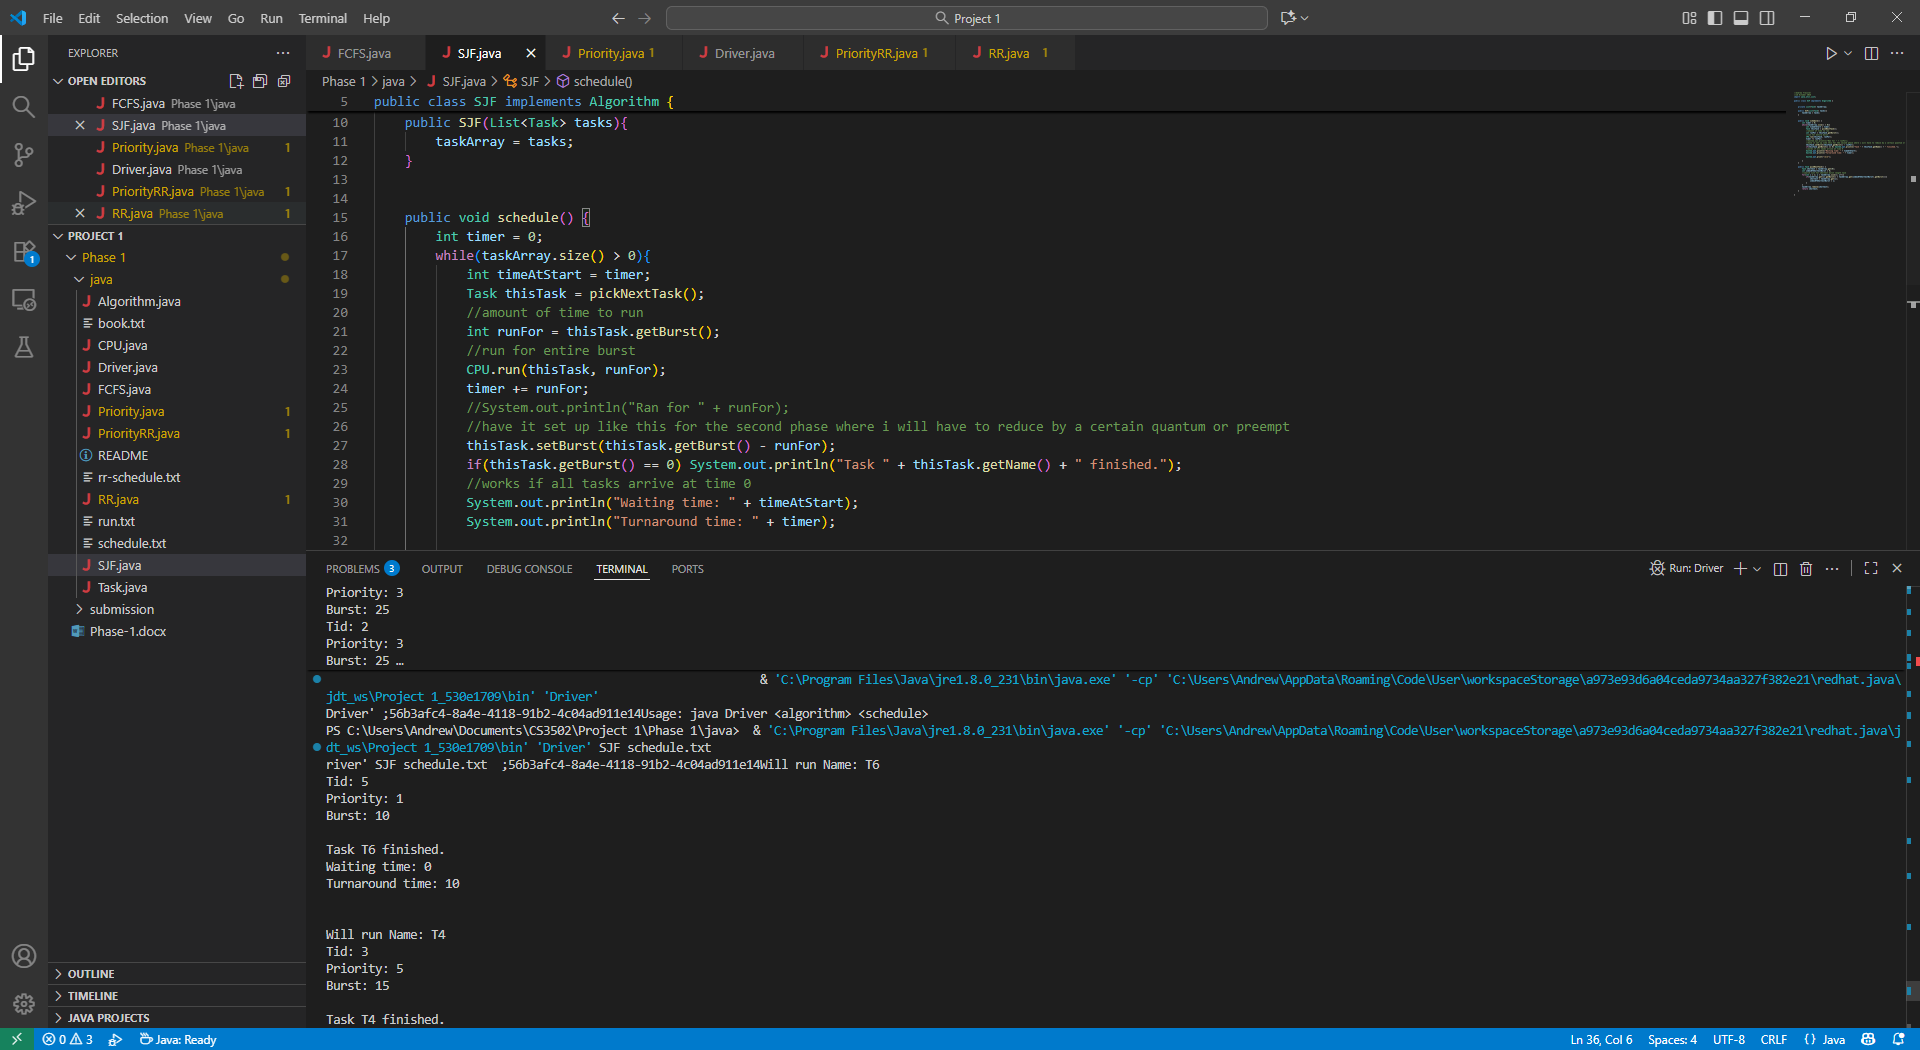 File Edit Selection View Go Run Terminal Help
Project 1
EXPLORER
OPEN EDITORS
FCFS.java Phase 1\java
SJF.java Phase 1\java
Priority.java Phase 1\java 1
Driver.java Phase 1\java
PriorityRR.java Phase 1\java 1
RR.java Phase 1\java 1
PROJECT 1
Phase 1
java
Algorithm.java
book.txt
CPU.java
Driver.java
FCFS.java
Priority.java 1
PriorityRR.java 1
README
rr-schedule.txt
RR.java 1
run.txt
schedule.txt
SJF.java
Task.java
submission
Phase-1.docx
OUTLINE
TIMELINE
JAVA PROJECTS
1
FCFS.java SJF.java Priority.java 1 Driver.java PriorityRR.java 1 RR.java 1
Phase 1 > java > SJF.java > SJF > schedule()
5 public class SJF implements Algorithm {
10 public SJF(List<Task> tasks){
11 taskArray = tasks;
12 }
13
14
15 public void schedule() {
16 int timer = 0;
17 while(taskArray.size() > 0){
18 int timeAtStart = timer;
19 Task thisTask = pickNextTask();
20 //amount of time to run
21 int runFor = thisTask.getBurst();
22 //run for entire burst
23 CPU.run(thisTask, runFor);
24 timer += runFor;
25 //System.out.println("Ran for " + runFor);
26 //have it set up like this for the second phase where i will have to reduce by a certain quantum or preempt
27 thisTask.setBurst(thisTask.getBurst() - runFor);
28 if(thisTask.getBurst() == 0) System.out.println("Task " + thisTask.getName() + " finished.");
29 //works if all tasks arrive at time 0
30 System.out.println("Waiting time: " + timeAtStart);
31 System.out.println("Turnaround time: " + timer);
32
PROBLEMS 3 OUTPUT DEBUG CONSOLE TERMINAL PORTS
Run: Driver
Priority: 3
Burst: 25
Tid: 2
Priority: 3
Burst: 25 …
& 'C:\Program Files\Java\jre1.8.0_231\bin\java.exe' '-cp' 'C:\Users\Andrew\AppData\Roaming\Code\User\workspaceStorage\a973e93d6a04ceda9734aa327f382e21\redhat.java\
jdt_ws\Project 1_530e1709\bin' 'Driver'
Driver' ;56b3afc4-8a4e-4118-91b2-4c04ad911e14Usage: java Driver <algorithm> <schedule>
PS C:\Users\Andrew\Documents\CS3502\Project 1\Phase 1\java> & 'C:\Program Files\Java\jre1.8.0_231\bin\java.exe' '-cp' 'C:\Users\Andrew\AppData\Roaming\Code\User\workspaceStorage\a973e93d6a04ceda9734aa327f382e21\redhat.java\j
dt_ws\Project 1_530e1709\bin' 'Driver' SJF schedule.txt
river' SJF schedule.txt ;56b3afc4-8a4e-4118-91b2-4c04ad911e14Will run Name: T6
Tid: 5
Priority: 1
Burst: 10
Task T6 finished.
Waiting time: 0
Turnaround time: 10
Will run Name: T4
Tid: 3
Priority: 5
Burst: 15
Task T4 finished.
0 3 Java: Ready
Ln 36, Col 6 Spaces: 4 UTF-8 CRLF {} Java